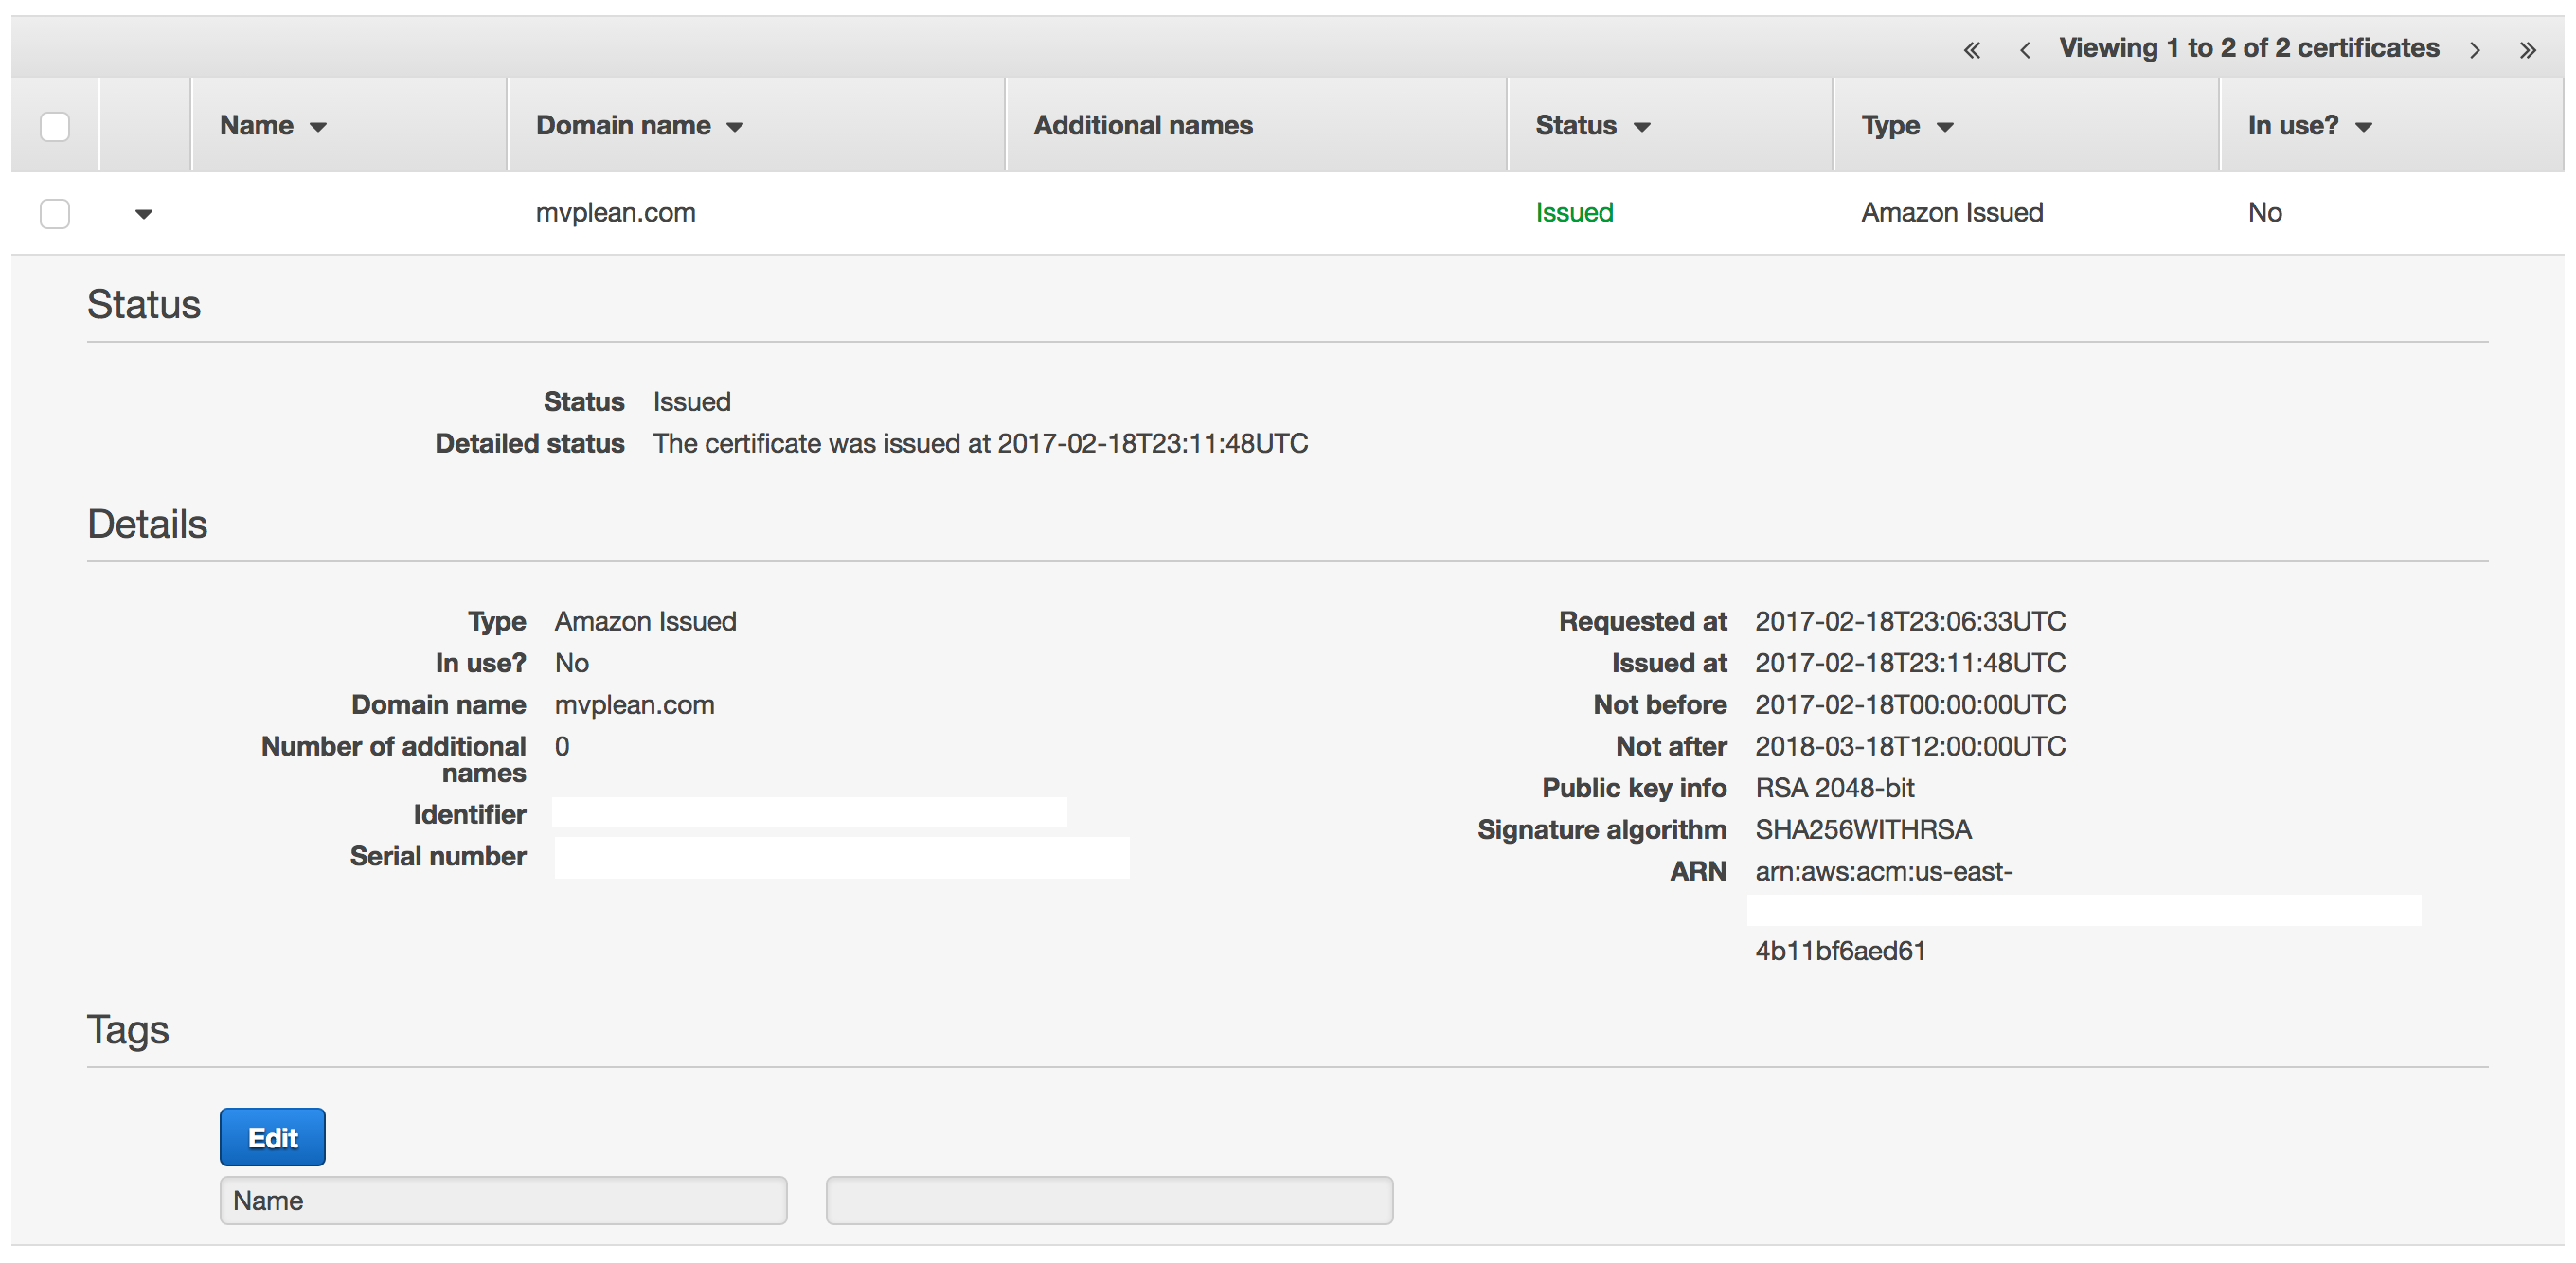 « ‹ Viewing 1 to 2 of 2 certificates › »
Name Domain name Additional names Status Type In use?
mvplean.com Issued Amazon Issued No
Status
Status Issued
Detailed status The certificate was issued at 2017-02-18T23:11:48UTC
Details
Type Amazon Issued
In use? No
Domain name mvplean.com
Number of additional 0
names
Identifier
Serial number
Requested at 2017-02-18T23:06:33UTC
Issued at 2017-02-18T23:11:48UTC
Not before 2017-02-18T00:00:00UTC
Not after 2018-03-18T12:00:00UTC
Public key info RSA 2048-bit
Signature algorithm SHA256WITHRSA
ARN arn:aws:acm:us-east-
4b11bf6aed61
Tags
Edit
Name